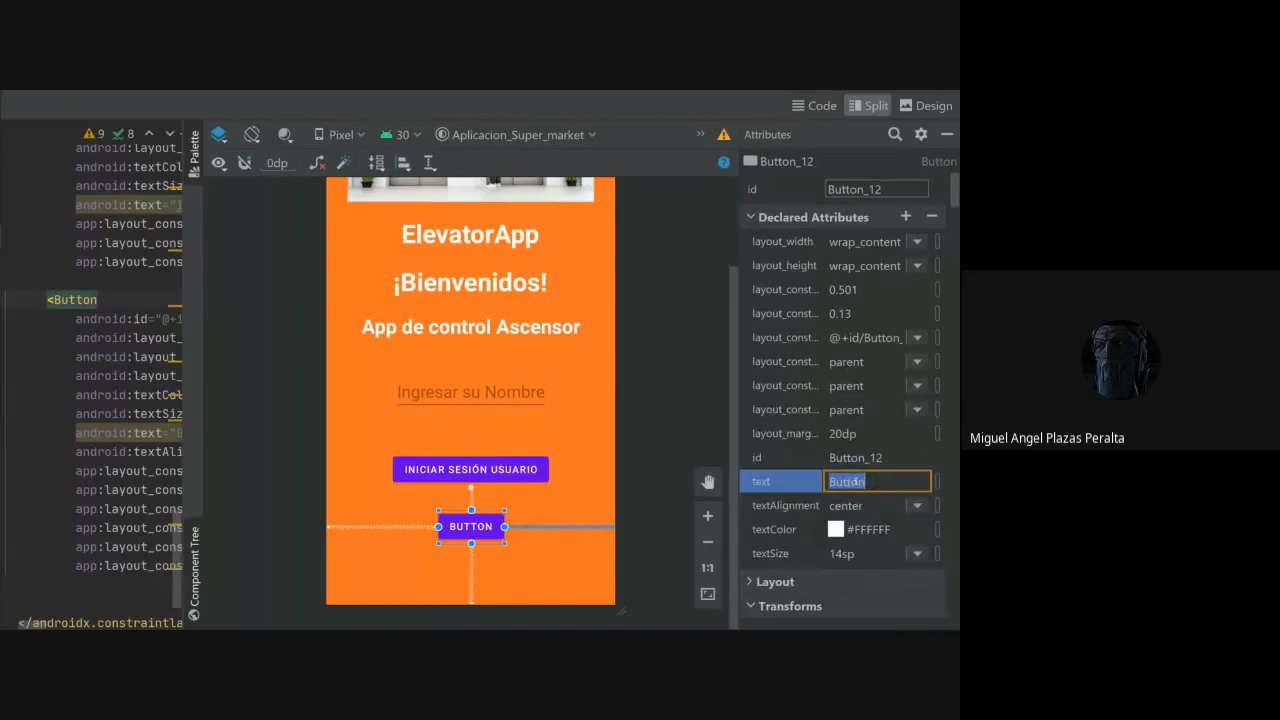 Code
Split
Design
9 8
Palette
Pixel
30
Aplicacion_Super_market
Attributes
android:layout_
android:textCol
android:textSiz
android:text="
app:layout_cons
app:layout_cons
app:layout_cons
0dp
Button_12
Button
id
Button_12
Declared Attributes
layout_width
wrap_content
layout_height
wrap_content
layout_const...
0.501
layout_const...
0.13
layout_const...
@+id/Button_
layout_const...
parent
layout_const...
parent
layout_const...
parent
layout_marg...
20dp
id
Button_12
text
Button
textAlignment
center
textColor
#FFFFFF
textSize
14sp
Layout
Transforms
<Button
android:id="@+i
android:layout_
android:layout_
android:layout_
android:textCol
android:textSiz
android:text="B
android:textAli
app:layout_cons
app:layout_cons
app:layout_cons
app:layout_cons
app:layout_cons
app:layout_cons
</androidx.constraintla
Component Tree
ElevatorApp
¡Bienvenidos!
App de control Ascensor
Ingresar su Nombre
INICIAR SESIÓN USUARIO
BUTTON
1:1
Miguel Angel Plazas Peralta